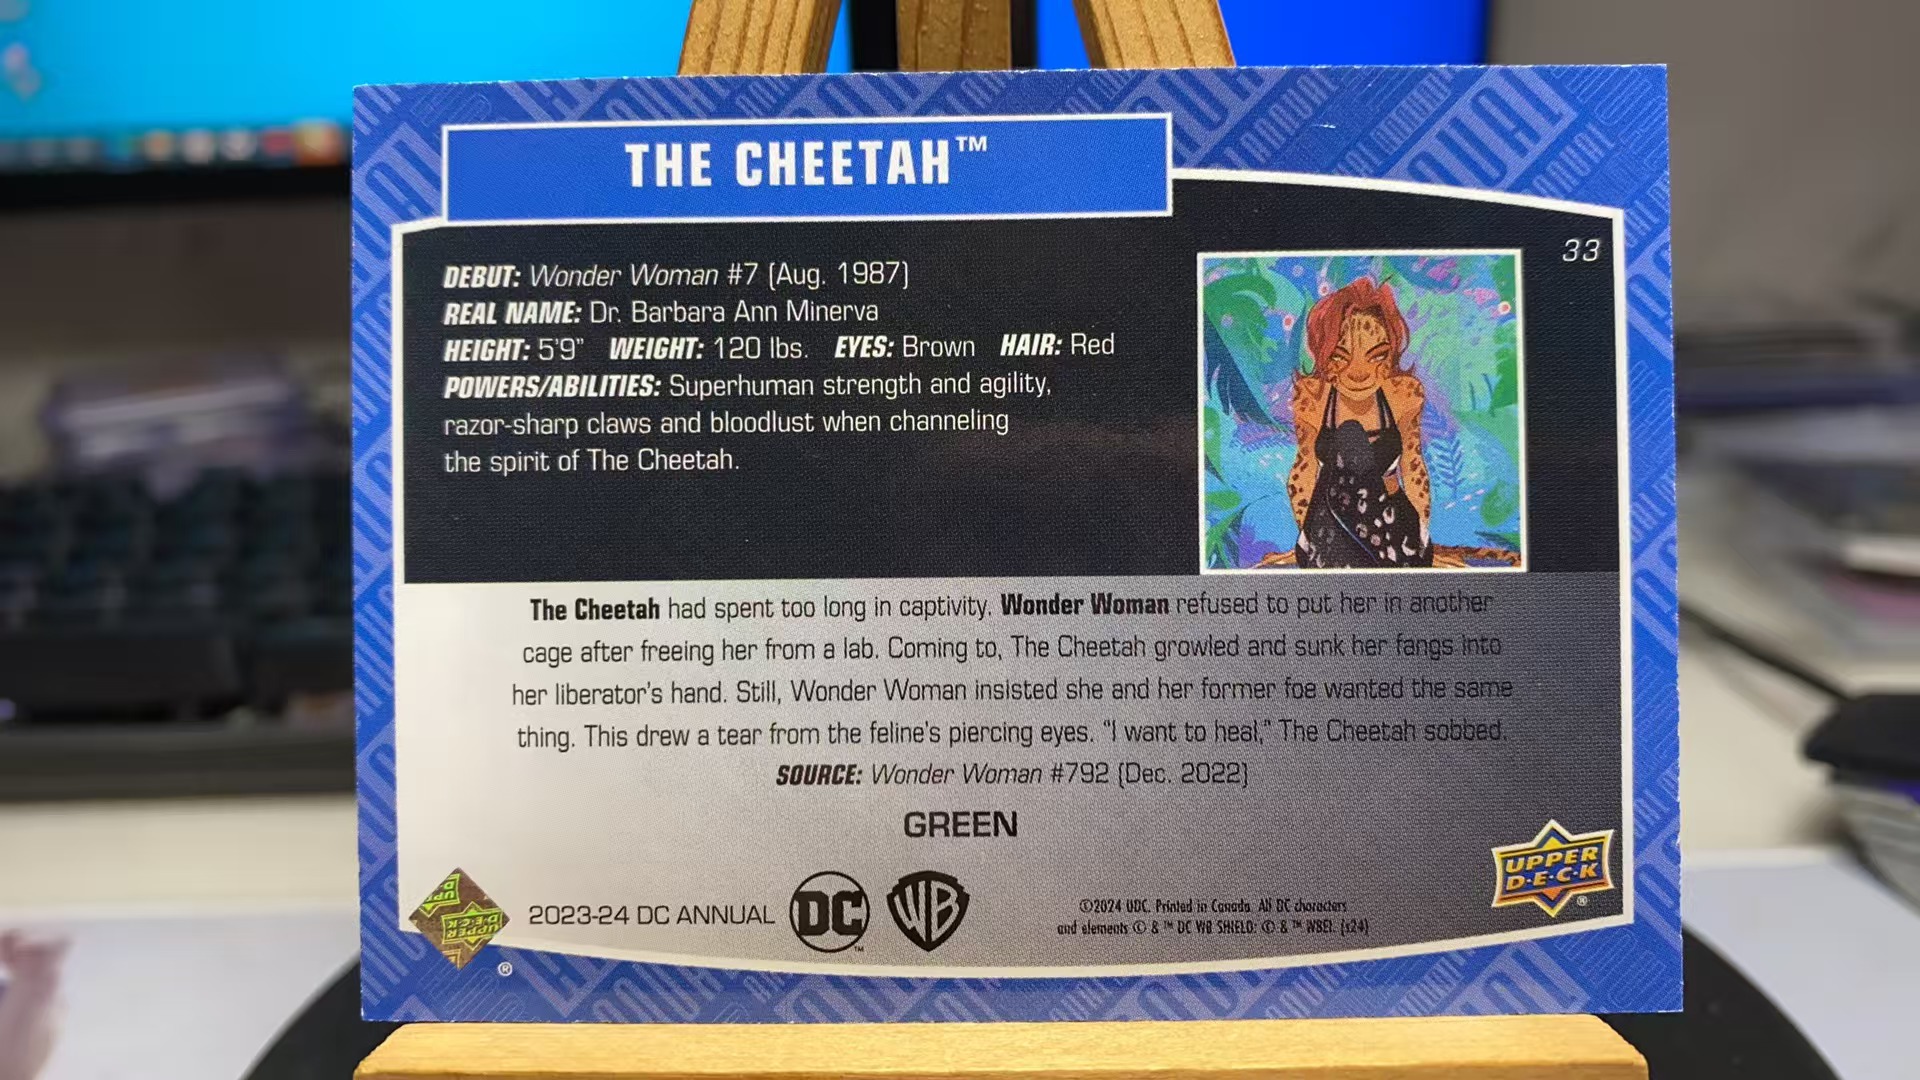 THE CHEETAH™
33
DEBUT: Wonder Woman #7 (Aug. 1987)
REAL NAME: Dr. Barbara Ann Minerva
HEIGHT: 5'9" WEIGHT: 120 lbs. EYES: Brown HAIR: Red
POWERS/ABILITIES: Superhuman strength and agility,
razor-sharp claws and bloodlust when channeling
the spirit of The Cheetah.
The Cheetah had spent too long in captivity. Wonder Woman refused to put her in another
cage after freeing her from a lab. Coming to, The Cheetah growled and sunk her fangs into
her liberator's hand. Still, Wonder Woman insisted she and her former foe wanted the same
thing. This drew a tear from the feline's piercing eyes. "I want to heal," The Cheetah sobbed.
SOURCE: Wonder Woman #792 (Dec. 2022)
GREEN
UPPER
D·E·C·K
®
2023-24 DC ANNUAL
DC
™
WB
©2024 UDC. Printed in Canada. All DC characters
and elements © & ™ DC WB SHIELD: © & ™ WBEI. (s24)
UPPER
DECK
®